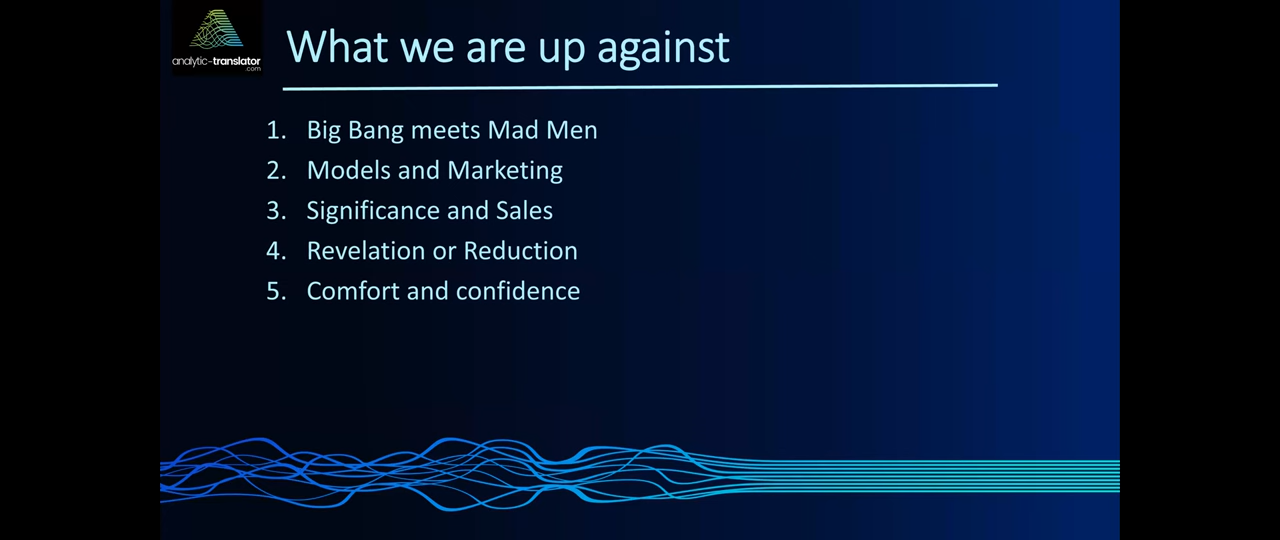 analytic-translator
.com
What we are up against
1. Big Bang meets Mad Men
2. Models and Marketing
3. Significance and Sales
4. Revelation or Reduction
5. Comfort and confidence